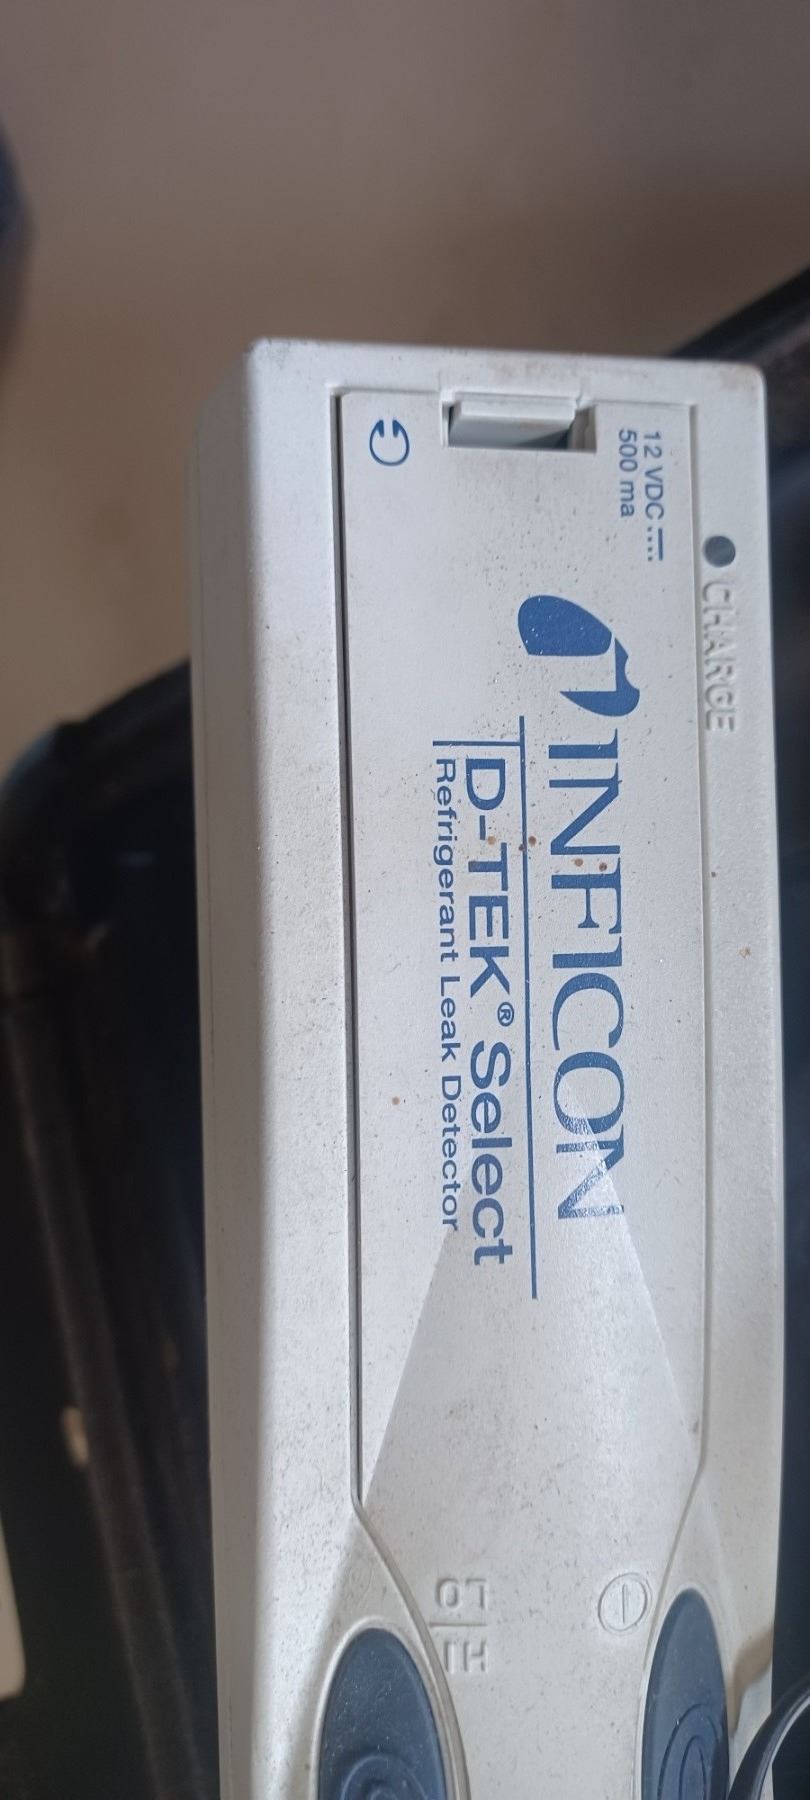 12 VDC
500 ma
CHARGE
INFICON
D-TEK® Select
Refrigerant Leak Detector
HI
LO